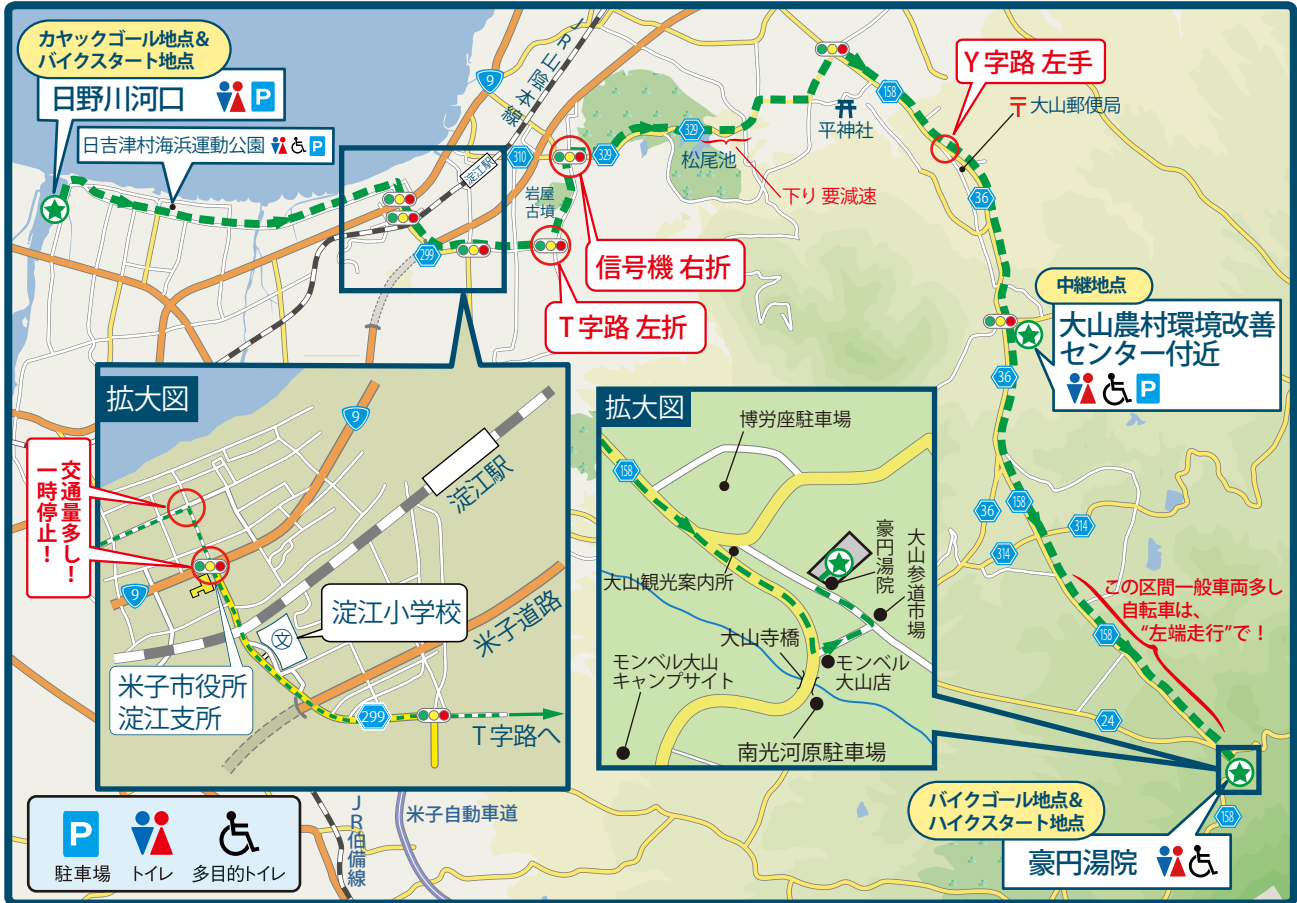 カヤックゴール地点&
バイクスタート地点
日野川河口
P
日吉津村海浜運動公園
P
JR山陰本線
9
淀江駅
310
329
岩屋
古墳
299
329
松尾池
下り 要減速
平神社
158
Y字路 左手
大山郵便局
36
信号機 右折
T字路 左折
中継地点
大山農村環境改善
センター付近
P
36
36
158
314
314
この区間一般車両多し
自転車は、
“左端走行”で!
158
24
158
バイクゴール地点&
ハイクスタート地点
豪円湯院
拡大図
9
淀江駅
交通量多し!
一時停止!
9
文
淀江小学校
米子道路
米子市役所
淀江支所
299
T字路へ
拡大図
博労座駐車場
158
豪円湯院
大山参道市場
大山観光案内所
大山寺橋
モンベル
大山店
モンベル大山
キャンプサイト
南光河原駐車場
P
駐車場
トイレ
多目的トイレ
JR伯備線
米子自動車道